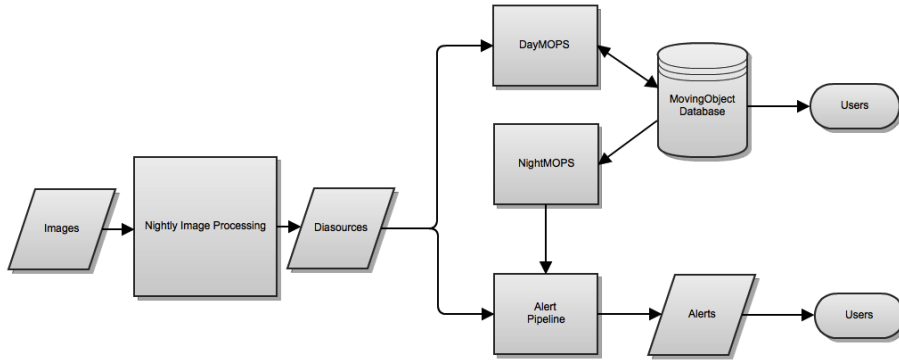 DayMOPS
MovingObject
Database
Users
NightMOPS
Images
Nightly Image Processing
Diasources
Alert
Pipeline
Alerts
Users